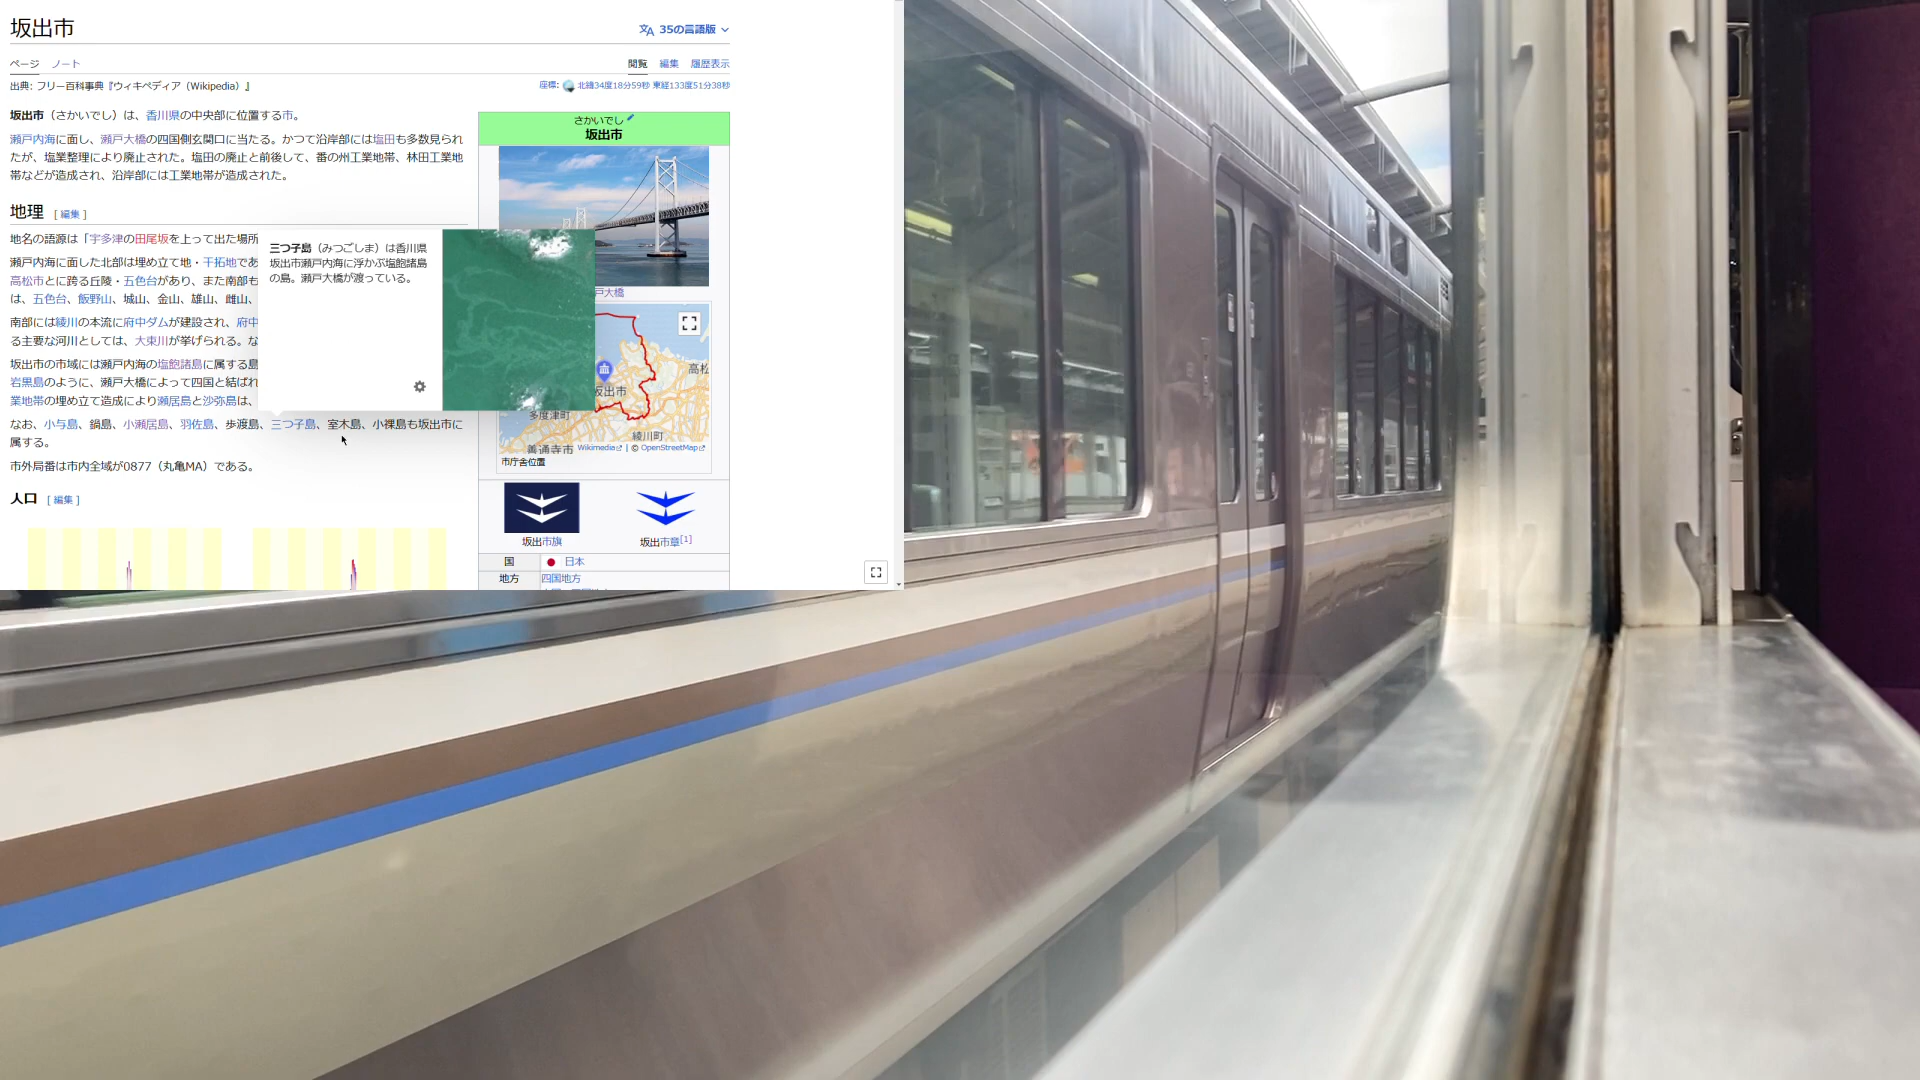 坂出市
35の言語版
ページ ノート
閲覧 編集 履歴表示
出典: フリー百科事典『ウィキペディア（Wikipedia）』
座標: 北緯34度18分59秒 東経133度51分38秒
坂出市（さかいでし）は、香川県の中央部に位置する市。
瀬戸内海に面し、瀬戸大橋の四国側玄関口に当たる。かつて沿岸部には塩田も多数見られ
たが、塩業整理により廃止された。塩田の廃止と前後して、番の州工業地帯、林田工業地
帯などが造成され、沿岸部には工業地帯が造成された。
地理 [ 編集 ]
地名の語源は「宇多津の田尾坂を上って出た場所
瀬戸内海に面した北部は埋め立て地・干拓地であ
高松市とに跨る丘陵・五色台があり、また南部も
は、五色台、飯野山、城山、金山、雄山、雌山、
南部には綾川の本流に府中ダムが建設され、府中
る主要な河川としては、大束川が挙げられる。な
坂出市の市域には瀬戸内海の塩飽諸島に属する島
岩黒島のように、瀬戸大橋によって四国と結ばれ
業地帯の埋め立て造成により瀬居島と沙弥島は、
三つ子島（みつごしま）は香川県
坂出市瀬戸内海に浮かぶ塩飽諸島
の島。瀬戸大橋が渡っている。
なお、小与島、鍋島、小瀬居島、羽佐島、歩渡島、三つ子島、室木島、小裸島も坂出市に
属する。
市外局番は市内全域が0877（丸亀MA）である。
人口 [ 編集 ]
さかいでし
坂出市
戸大橋
高松
坂出市
多度津町
綾川町
善通寺市
Wikimedia | © OpenStreetMap
市庁舎位置
坂出市旗
坂出市章[1]
国 日本
地方 四国地方